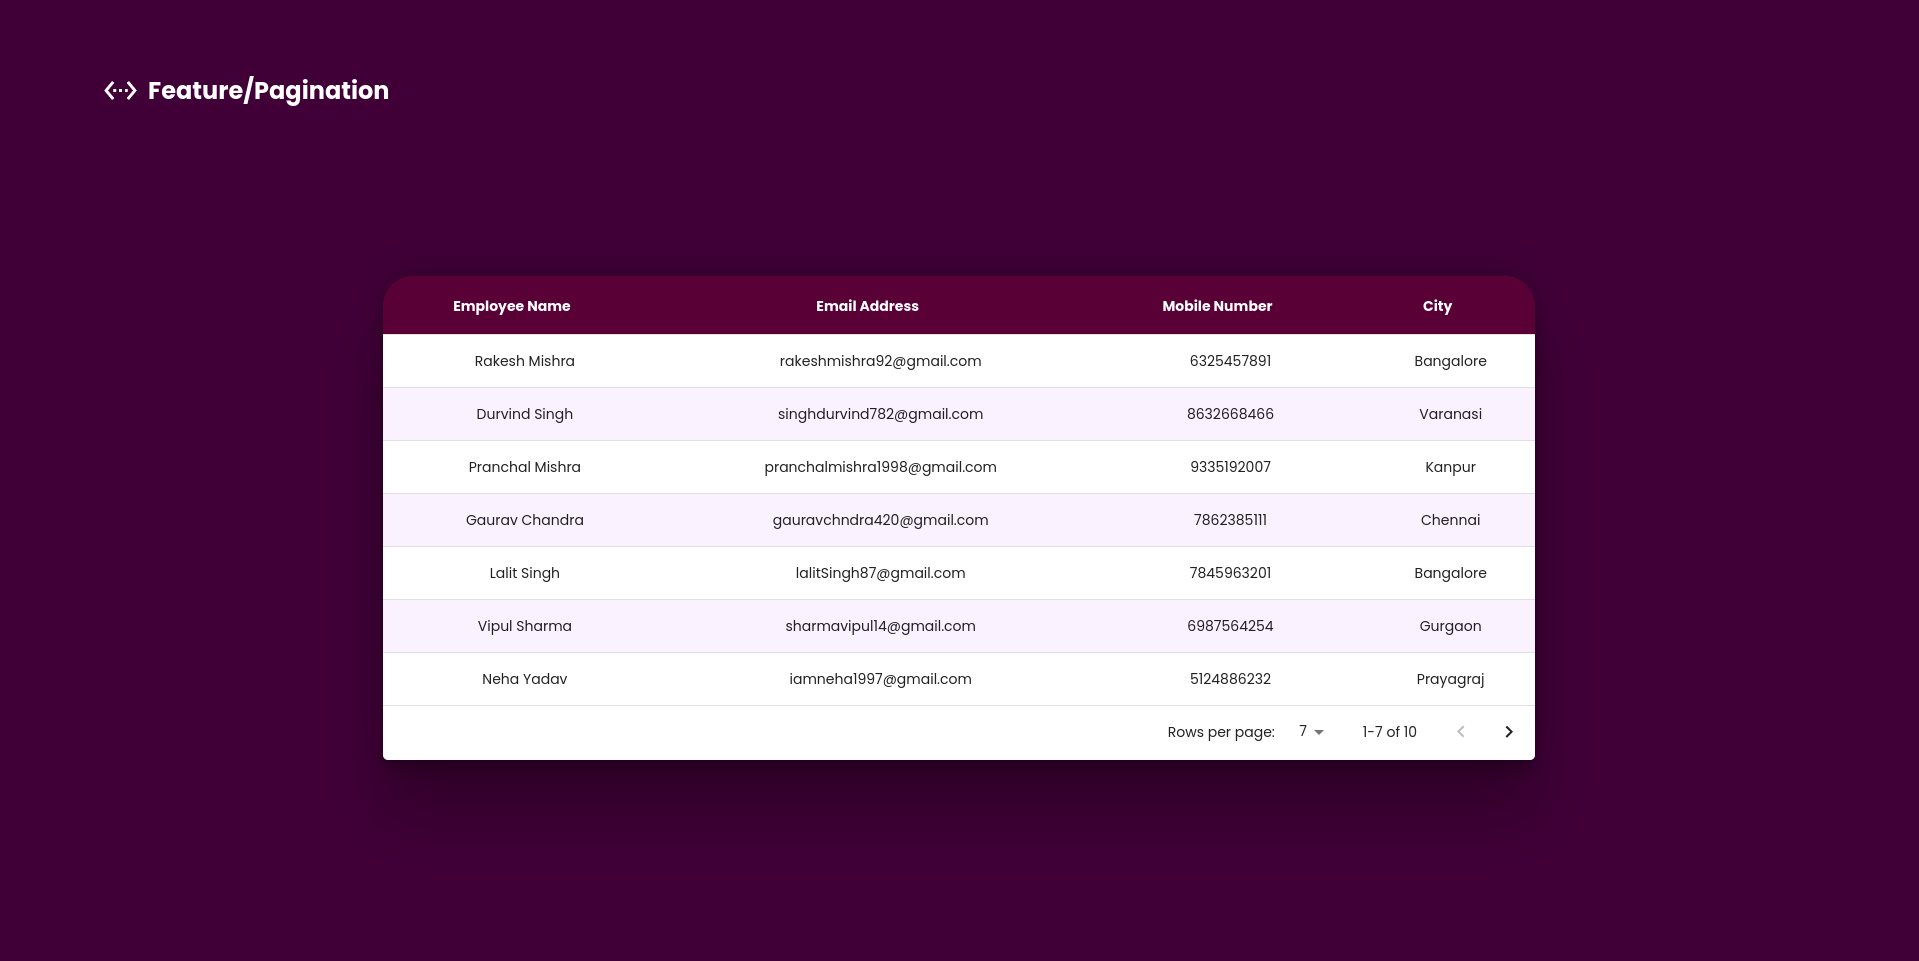 Feature/Pagination
Employee Name Email Address Mobile Number City
Rakesh Mishra rakeshmishra92@gmail.com 6325457891 Bangalore
Durvind Singh singhdurvind782@gmail.com 8632668466 Varanasi
Pranchal Mishra pranchalmishra1998@gmail.com 9335192007 Kanpur
Gaurav Chandra gauravchndra420@gmail.com 7862385111 Chennai
Lalit Singh lalitSingh87@gmail.com 7845963201 Bangalore
Vipul Sharma sharmavipul14@gmail.com 6987564254 Gurgaon
Neha Yadav iamneha1997@gmail.com 5124886232 Prayagraj
Rows per page: 7 1-7 of 10